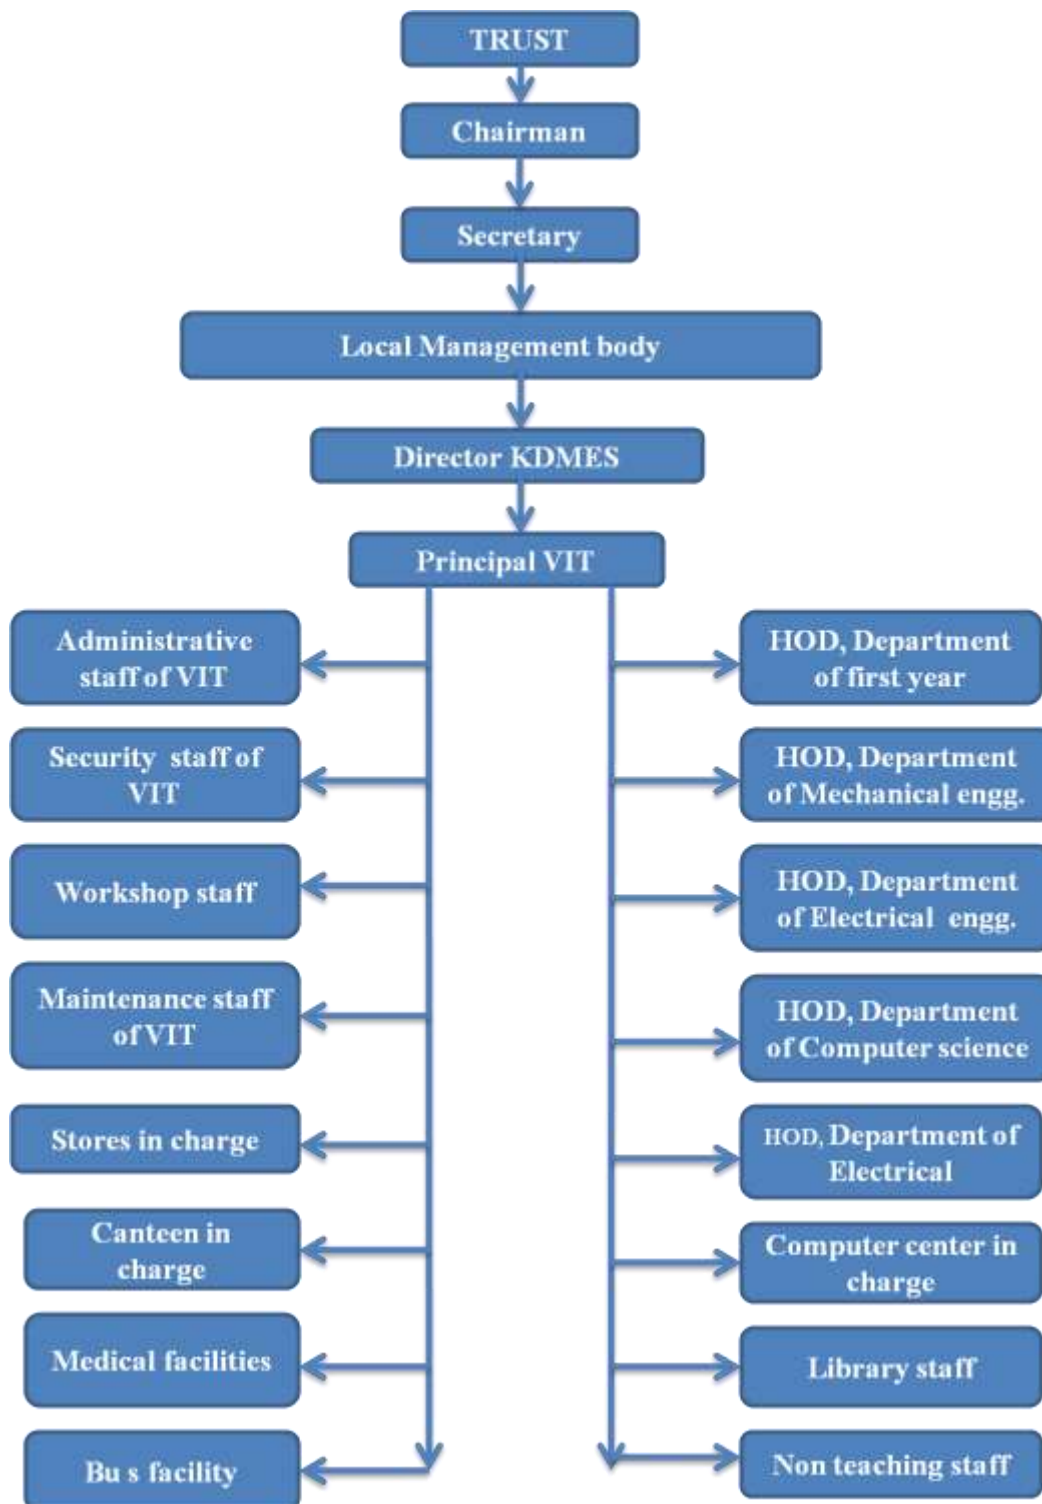 TRUST
Chairman
Secretary
Local Management body
Director KDMES
Principal VIT
Administrative
staff of VIT
Security staff of
VIT
Workshop staff
Maintenance staff
of VIT
Stores in charge
Canteen in
charge
Medical facilities
Bu s facility
HOD, Department
of first year
HOD, Department
of Mechanical engg.
HOD, Department
of Electrical engg.
HOD, Department
of Computer science
HOD, Department of
Electrical
Computer center in
charge
Library staff
Non teaching staff